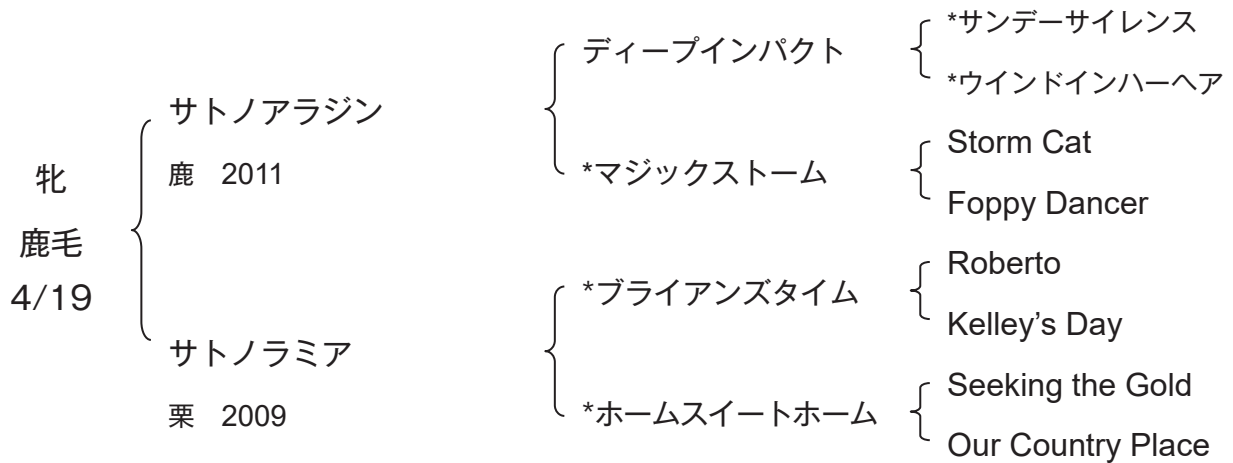 牝
鹿毛
4/19
サトノアラジン
鹿　2011
サトノラミア
栗　2009
ディープインパクト
*マジックストーム
*ブライアンズタイム
*ホームスイートホーム
*サンデーサイレンス
*ウインドインハーヘア
Storm Cat
Foppy Dancer
Roberto
Kelley’s Day
Seeking the Gold
Our Country Place